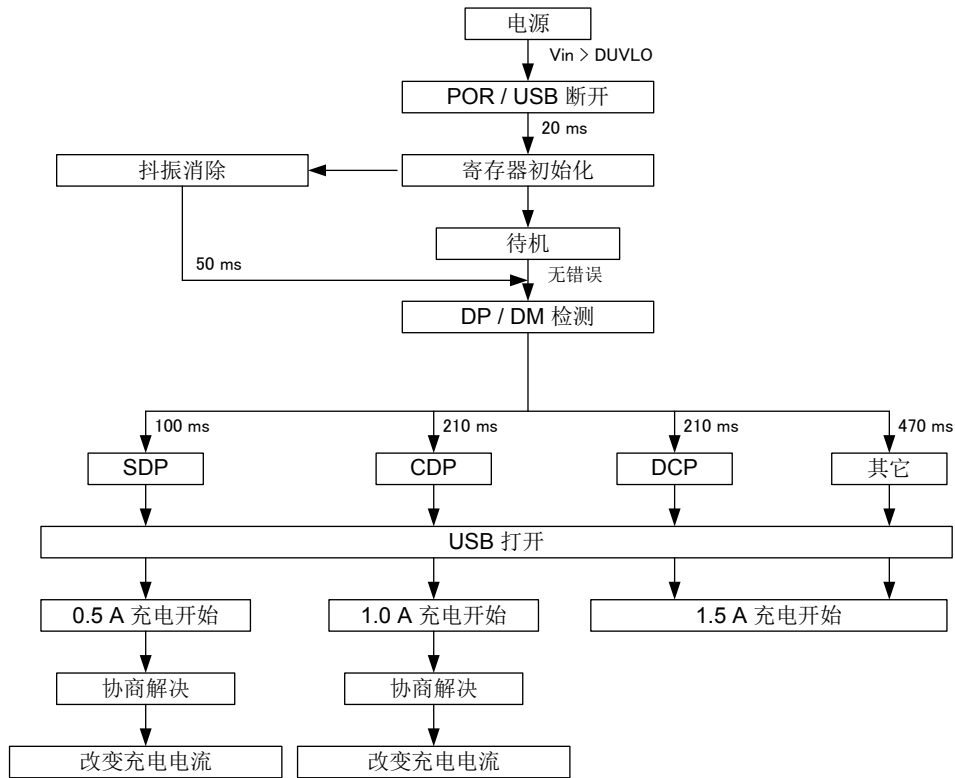 电源
Vin > DUVLO
POR / USB 断开
20 ms
抖振消除
寄存器初始化
待机
50 ms
无错误
DP / DM 检测
100 ms
210 ms
210 ms
470 ms
SDP
CDP
DCP
其它
USB 打开
0.5 A 充电开始
1.0 A 充电开始
1.5 A 充电开始
协商解决
协商解决
改变充电电流
改变充电电流